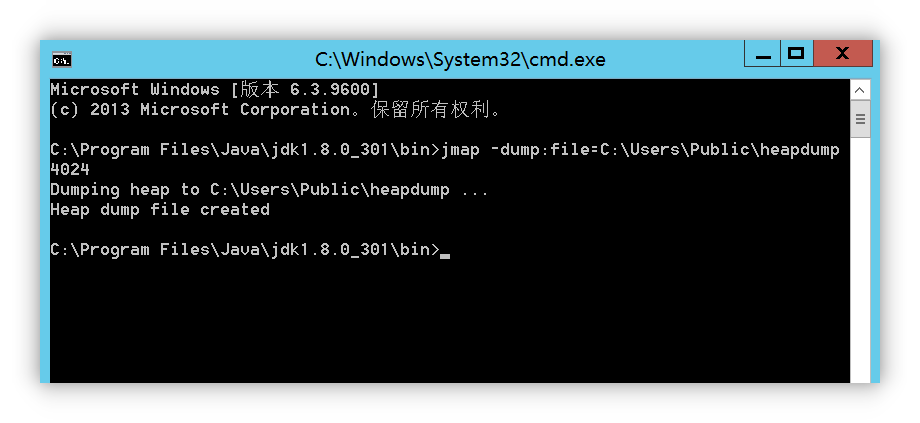 C:\Windows\System32\cmd.exe
Microsoft Windows [版本 6.3.9600]
(c) 2013 Microsoft Corporation。保留所有权利。
C:\Program Files\Java\jdk1.8.0_301\bin>jmap -dump:file=C:\Users\Public\heapdump
4024
Dumping heap to C:\Users\Public\heapdump ...
Heap dump file created
C:\Program Files\Java\jdk1.8.0_301\bin>